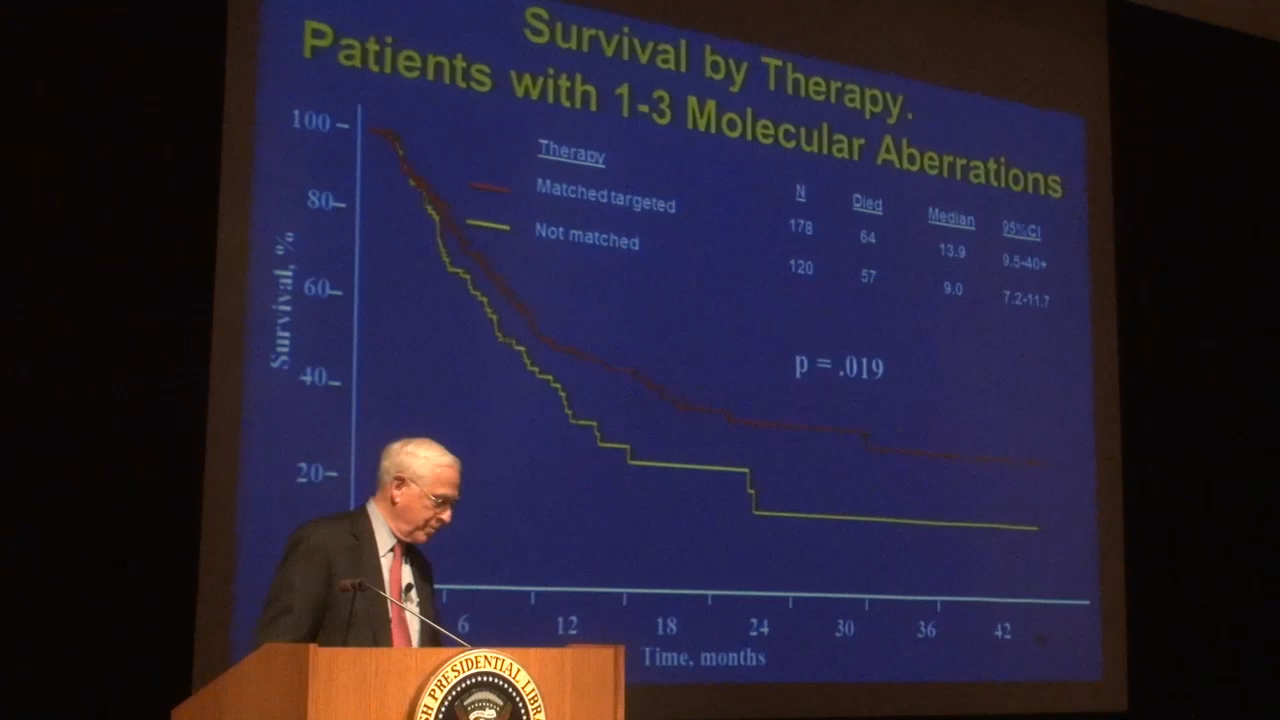 Survival by Therapy.
Patients with 1-3 Molecular Aberrations
Therapy N Died Median 95%CI
Matched targeted 178 64 13.9 9.5-40+
Not matched 120 57 9.0 7.2-11.7
p = .019
Survival, %
100
80
60
40
20
6 12 18 24 30 36 42
Time, months
PRESIDENTIAL